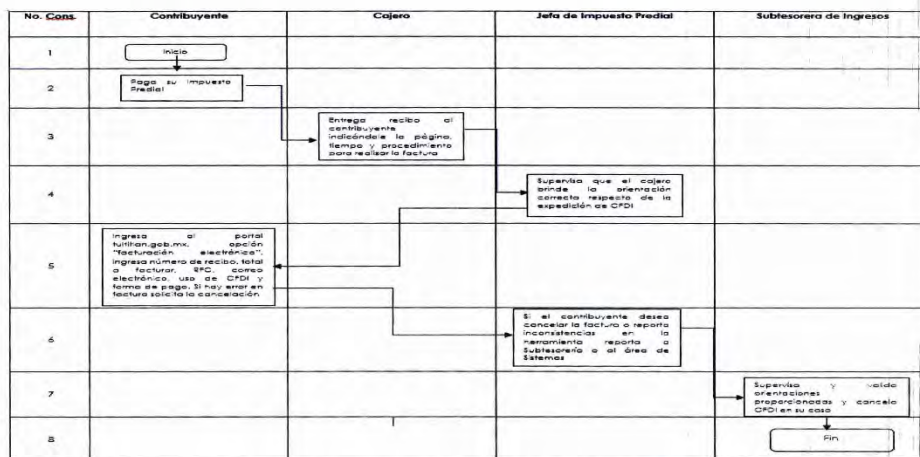 No. Cons. Contribuyente Cajero Jefa de Impuesto Predial Subtesorera de Ingresos
1
Inicio
2
Paga su Impuesto
Predial
3
Entrega recibo al
contribuyente
indicándole la página,
tiempo y procedimiento
para realizar la factura
4
Supervisa que el cajero
brinde la orientación
correcta respecto de la
expedición de CFDI
5
Ingresa al portal
tultitlan.gob.mx, opción
"facturación electrónica",
ingresa número de recibo, total
a facturar, RFC, correo
electrónico, uso de CFDI y
forma de pago. Si hay error en
factura solicita la cancelación
6
Si el contribuyente desea
cancelar la factura o reporta
inconsistencias en la
herramienta reporta a
Subtesorería o al área de
Sistemas
7
Supervisa y valida
orientaciones
proporcionadas y cancela
CFDI en su caso
8
Fin